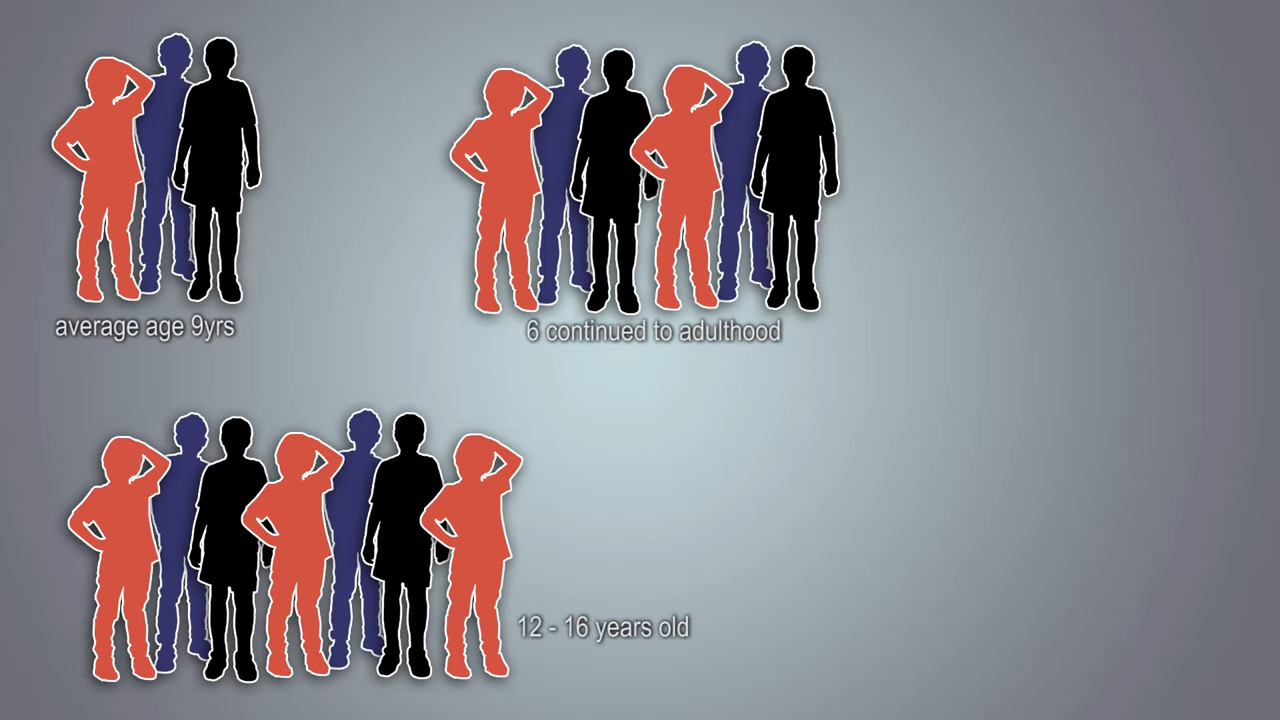 average age 9yrs
6 continued to adulthood
12 - 16 years old